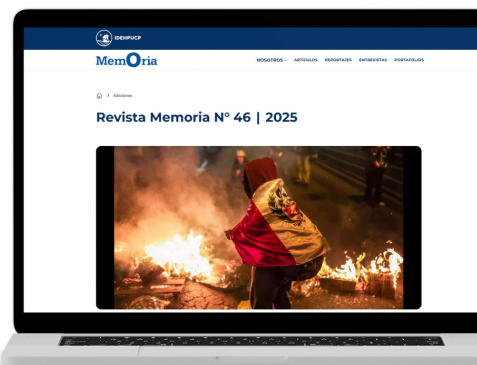 IDEHPUCP
MemOria
NOSOTROS ARTÍCULOS REPORTAJES ENTREVISTAS PORTAFOLIOS
> Ediciones
Revista Memoria N° 46 | 2025